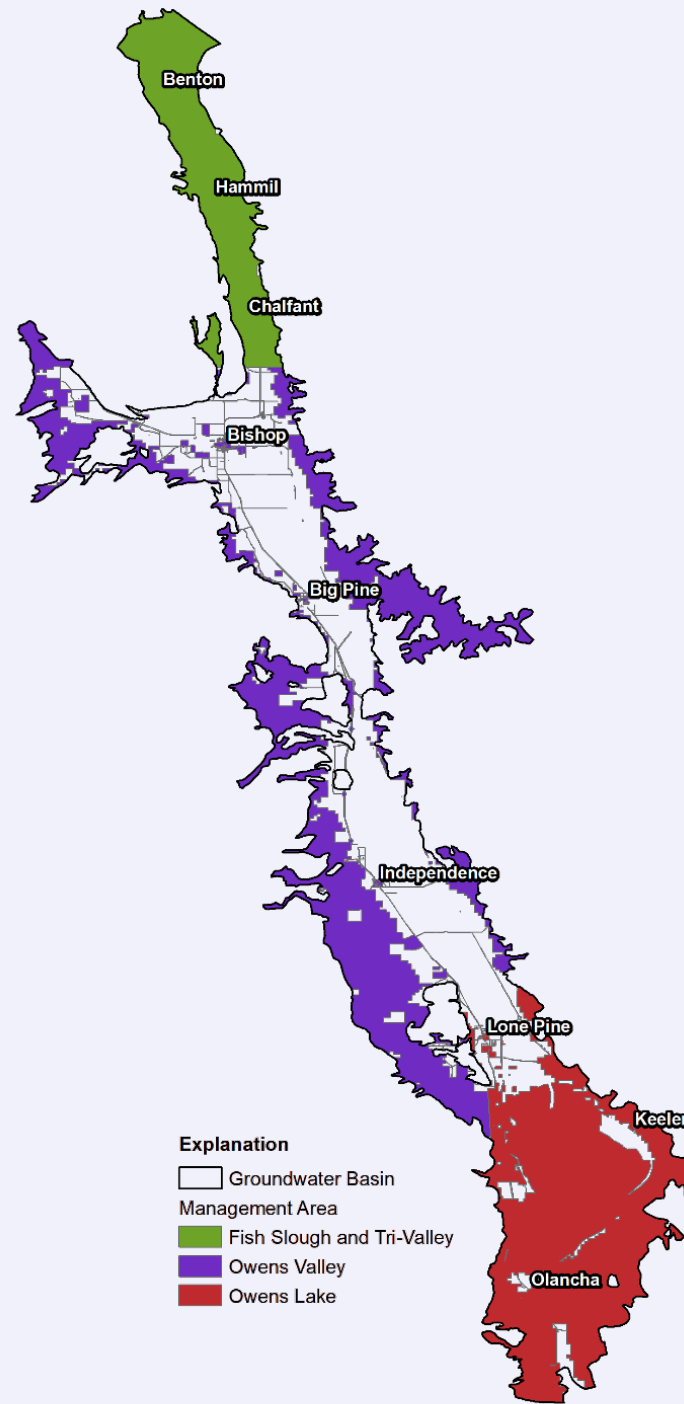 Benton
Hammil
Chalfant
Bishop
Big Pine
Independence
Lone Pine
Keeler
Olancha
Explanation
Groundwater Basin
Management Area
Fish Slough and Tri-Valley
Owens Valley
Owens Lake